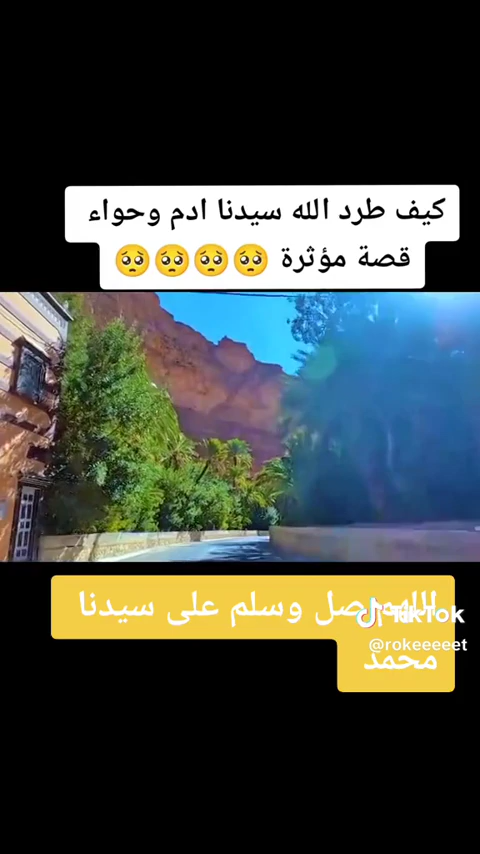 كيف طرد الله سيدنا ادم وحواء
قصة مؤثرة 🥺🥺🥺🥺
اللهم صل وسلم على سيدنا
محمد
TikTok
@rokeeeeet